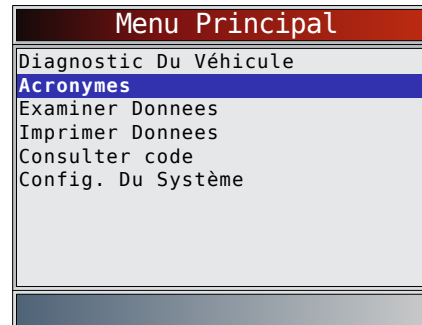 Menu Principal
Diagnostic Du Véhicule
Acronymes
Examiner Donnees
Imprimer Donnees
Consulter code
Config. Du Système